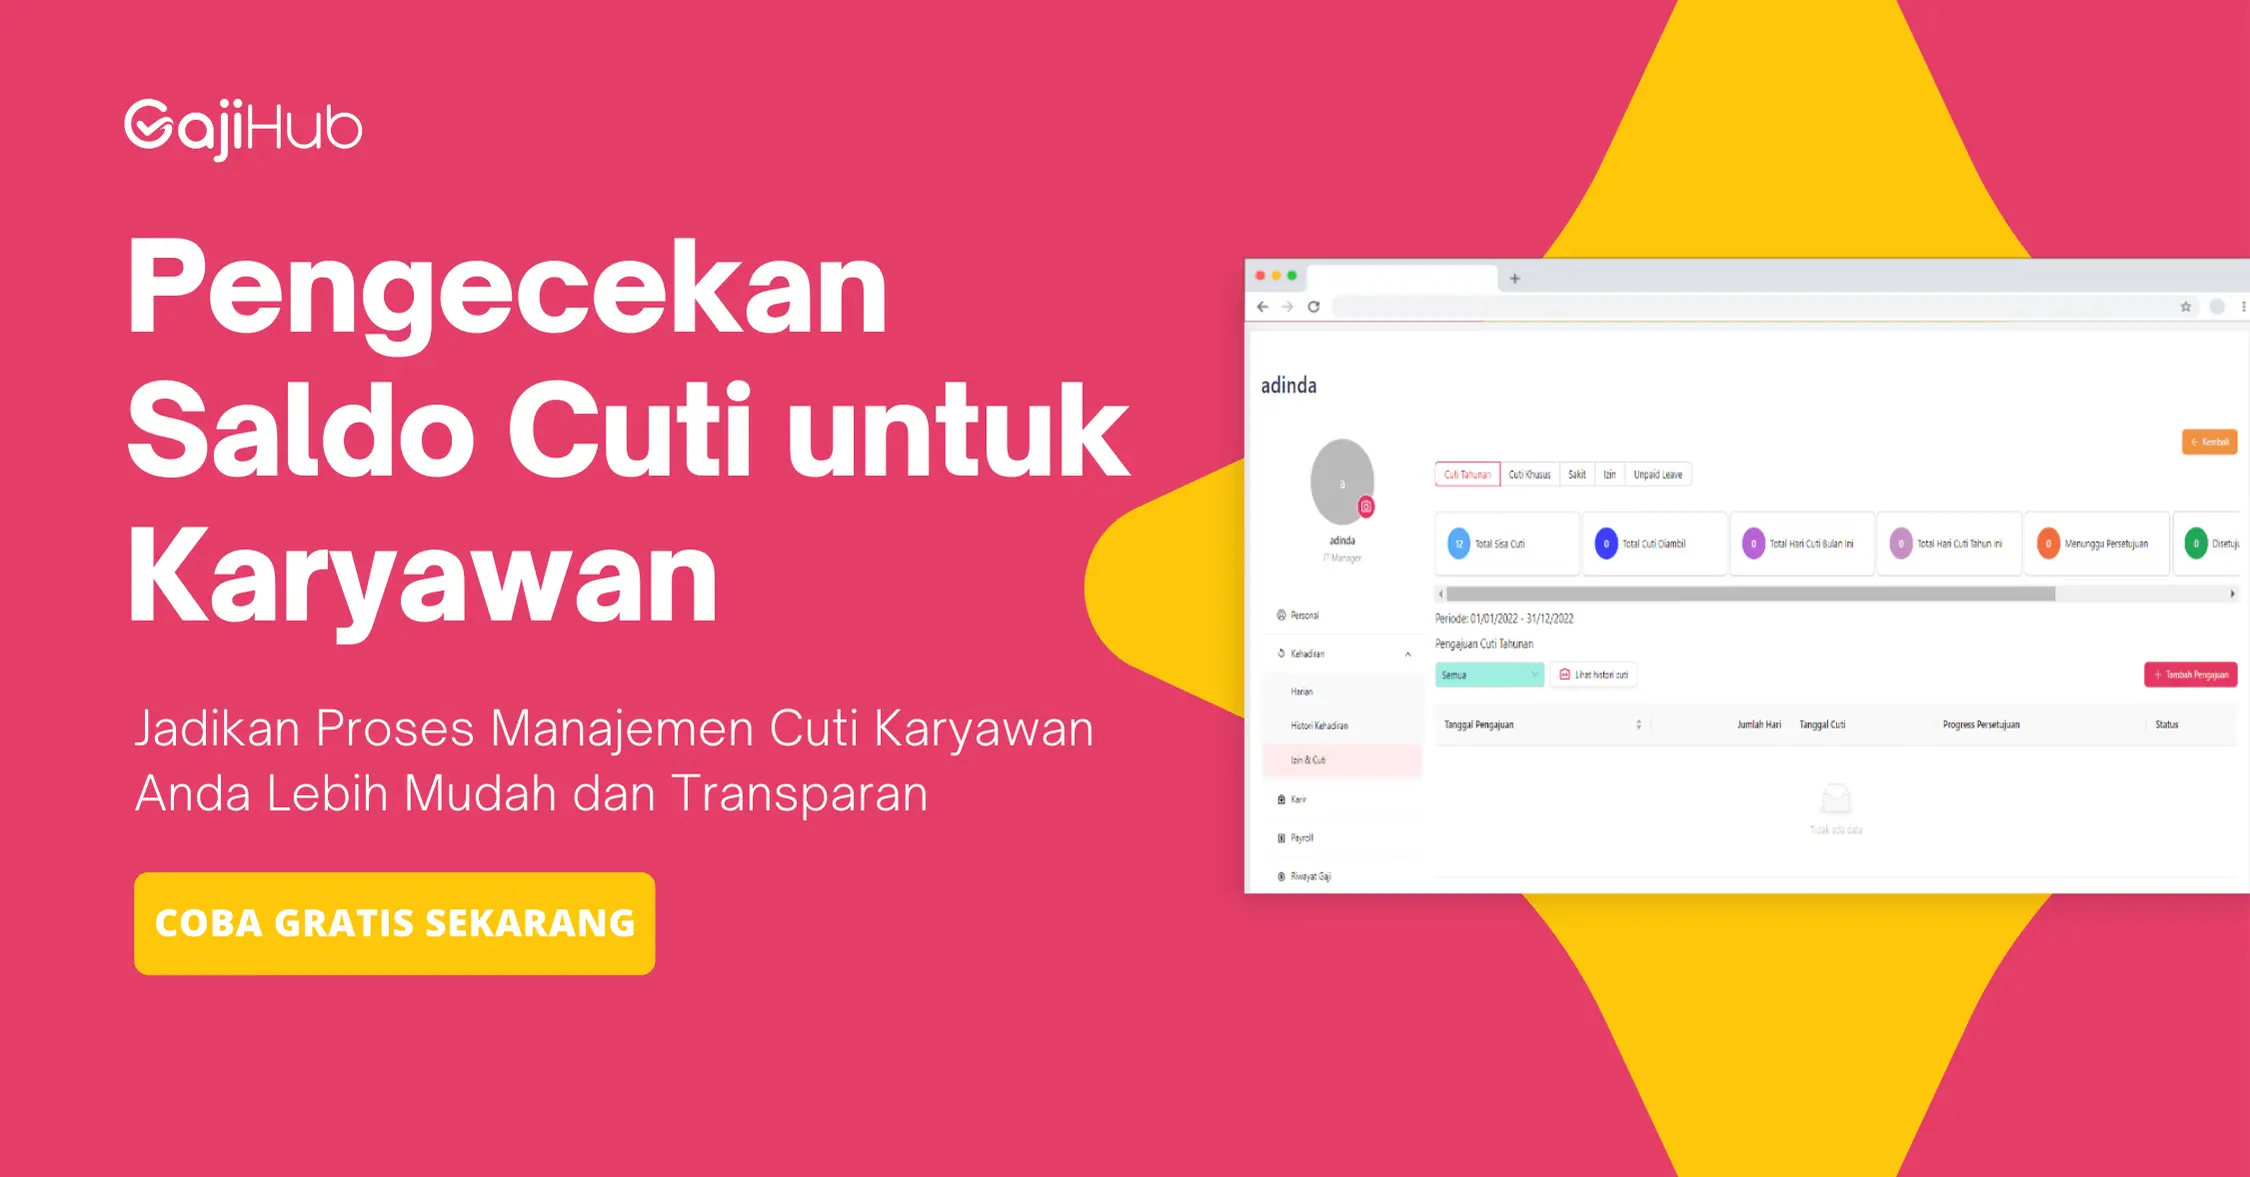 GajiHub
Pengecekan
Saldo Cuti untuk
Karyawan
Jadikan Proses Manajemen Cuti Karyawan
Anda Lebih Mudah dan Transparan
COBA GRATIS SEKARANG
adinda
Kembali
a
adinda
IT Manager
Cuti Tahunan Cuti Khusus Sakit Izin Unpaid Leave
12 Total Sisa Cuti 0 Total Cuti Diambil 0 Total Hari Cuti Bulan Ini 0 Total Hari Cuti Tahun Ini 0 Menunggu Persetujuan 0 Disetuju
Periode: 01/01/2022 - 31/12/2022
Pengajuan Cuti Tahunan
Semua Lihat histori cuti + Tambah Pengajuan
Tanggal Pengajuan Jumlah Hari Tanggal Cuti Progress Persetujuan Status
Tidak ada data
Personal
Kehadiran
Harian
Histori Kehadiran
Izin & Cuti
Karir
Payroll
Riwayat Gaji